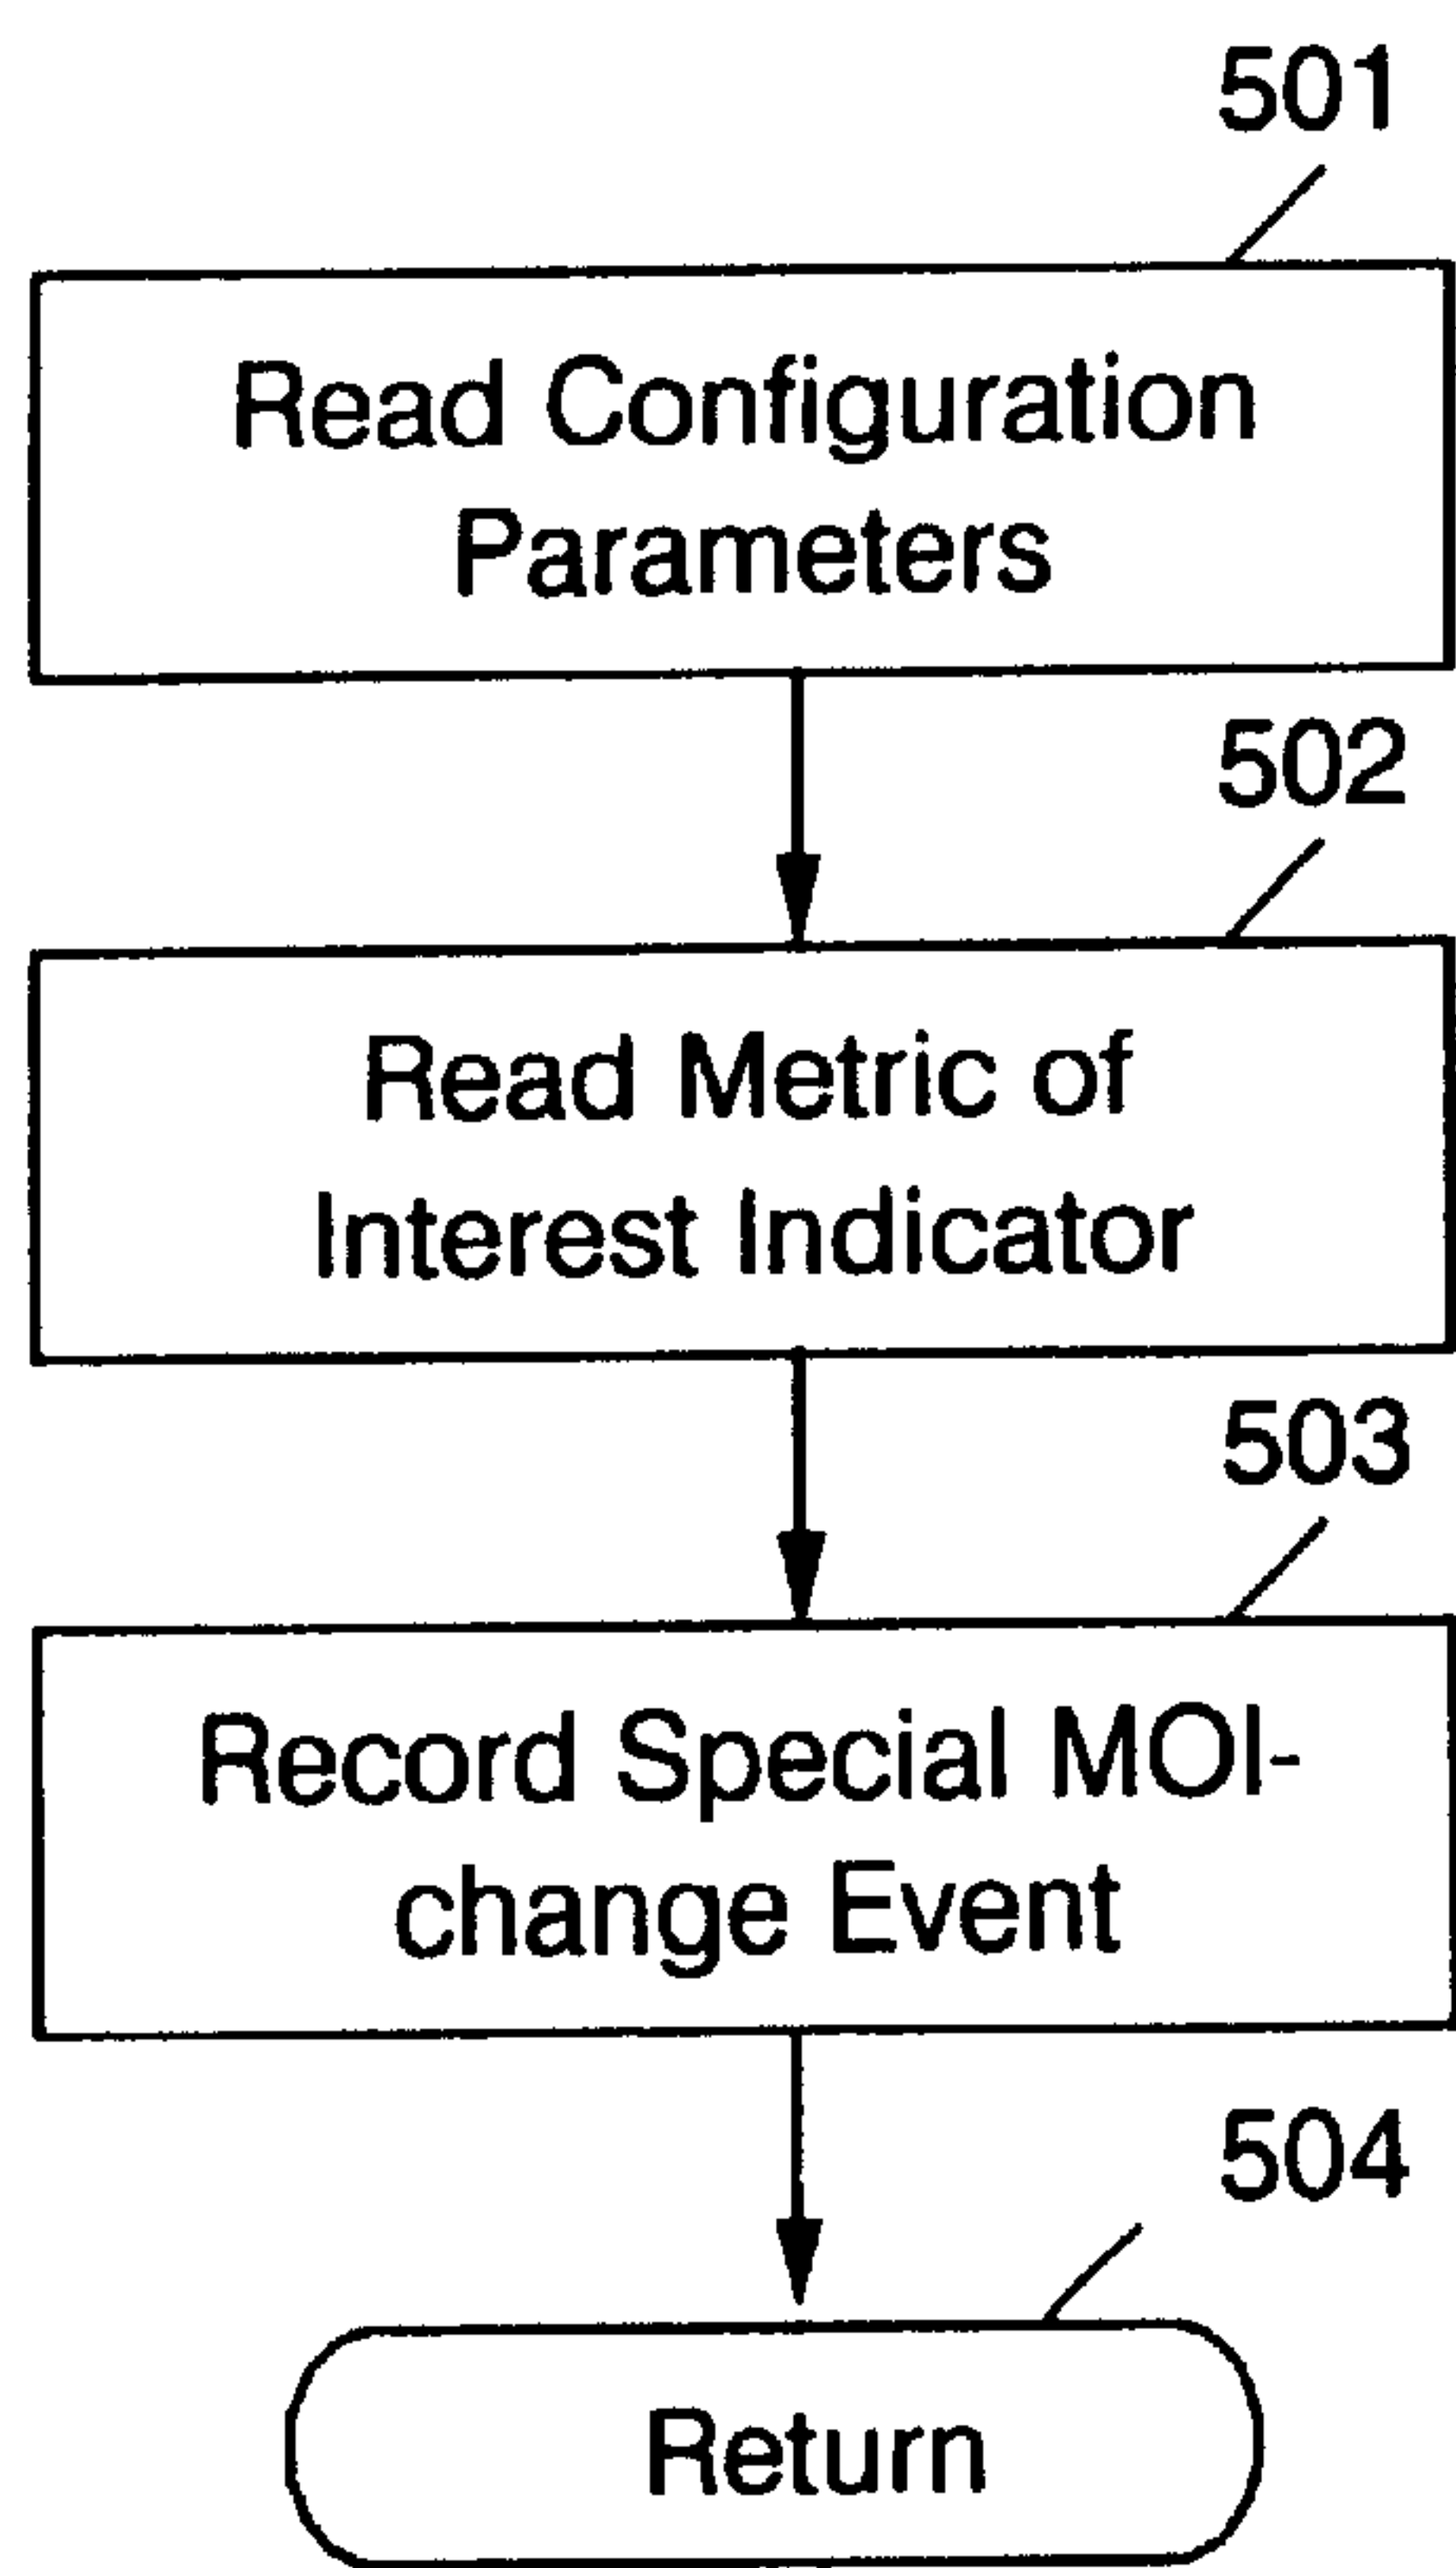 501
Read Configuration
Parameters
502
Read Metric of
Interest Indicator
503
Record Special MOI-
change Event
504
Return